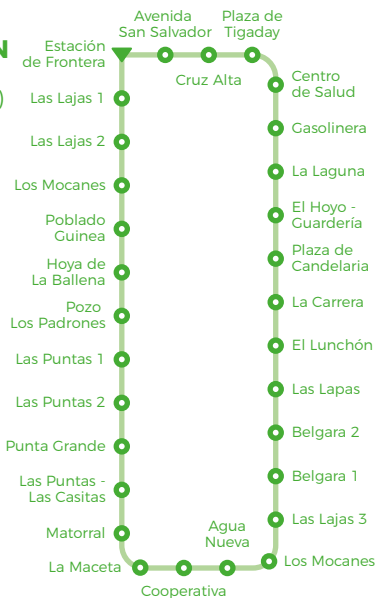 Avenida
San Salvador
Plaza de
Tigaday
N
Estación
de Frontera
Cruz Alta
Centro
de Salud
)
Las Lajas 1
Gasolinera
Las Lajas 2
La Laguna
Los Mocanes
El Hoyo -
Guardería
Poblado
Guinea
Plaza de
Candelaria
Hoya de
La Ballena
La Carrera
Pozo
Los Padrones
El Lunchón
Las Puntas 1
Las Lapas
Las Puntas 2
Belgara 2
Punta Grande
Belgara 1
Las Puntas -
Las Casitas
Las Lajas 3
Matorral
Agua
Nueva
Los Mocanes
La Maceta
Cooperativa